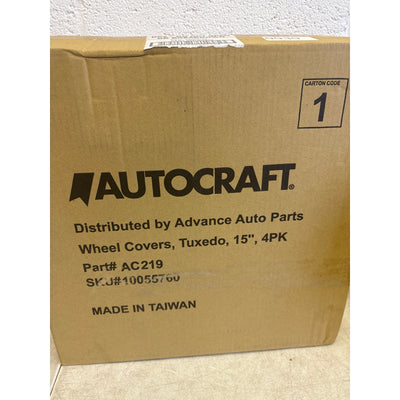 CARTON CODE
1
AUTOCRAFT®
Distributed by Advance Auto Parts
Wheel Covers, Tuxedo, 15", 4PK
Part# AC219
SKU#10055760
MADE IN TAIWAN